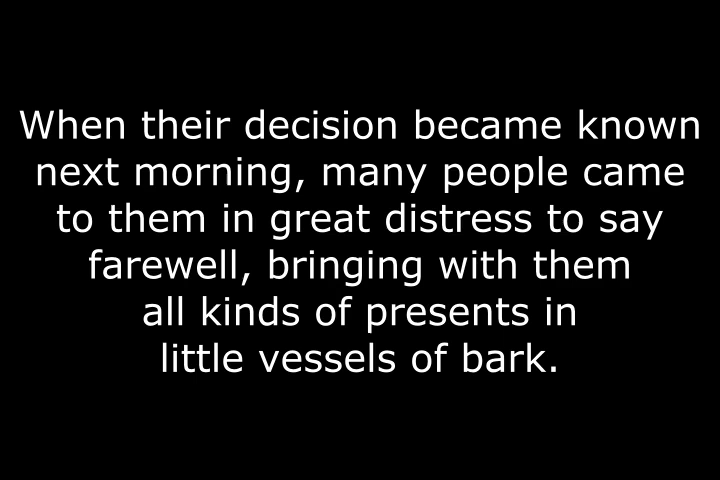 When their decision became known
next morning, many people came
to them in great distress to say
farewell, bringing with them
all kinds of presents in
little vessels of bark.